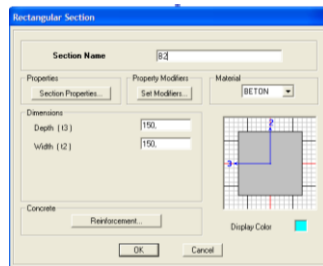 Rectangular Section
Section Name
B2
Properties
Section Properties...
Property Modifiers
Set Modifiers...
Material
BETON
Dimensions
Depth ( t3 )
150,
Width ( t2 )
150,
2
3
Concrete
Reinforcement...
Display Color
OK
Cancel